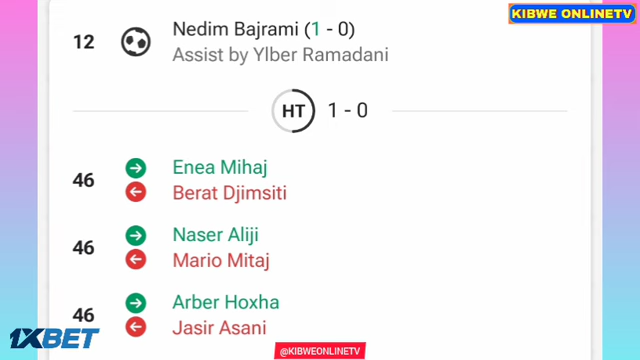 KIBWE ONLINETV
12 Nedim Bajrami (1 - 0)
Assist by Ylber Ramadani
HT 1 - 0
46 Enea Mihaj
Berat Djimsiti
46 Naser Aliji
Mario Mitaj
46 Arber Hoxha
Jasir Asani
1XBET
@KIBWEONLINETV